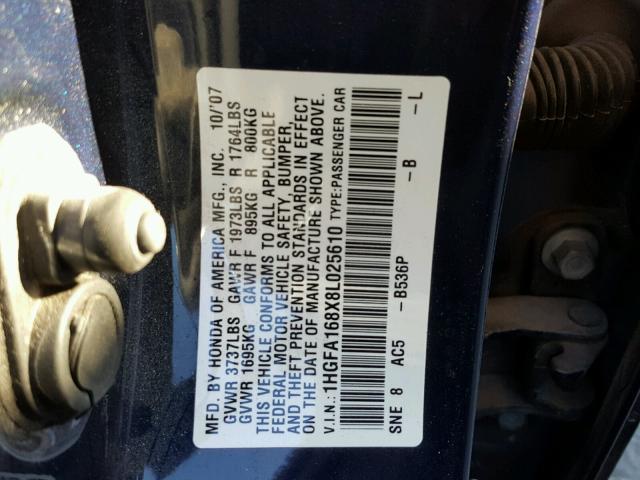 MFD. BY HONDA OF AMERICA MFG., INC. 10/'07
GVWR 3737LBS GAWR F 1973LBS R 1764LBS
GVWR 1695KG GAWR F 895KG R 800KG
THIS VEHICLE CONFORMS TO ALL APPLICABLE
FEDERAL MOTOR VEHICLE SAFETY, BUMPER,
AND THEFT PREVENTION STANDARDS IN EFFECT
ON THE DATE OF MANUFACTURE SHOWN ABOVE.
V.I.N.: 1HGFA168X8L025610 TYPE:PASSENGER CAR
SNE 8 AC5 -B536P -B -L